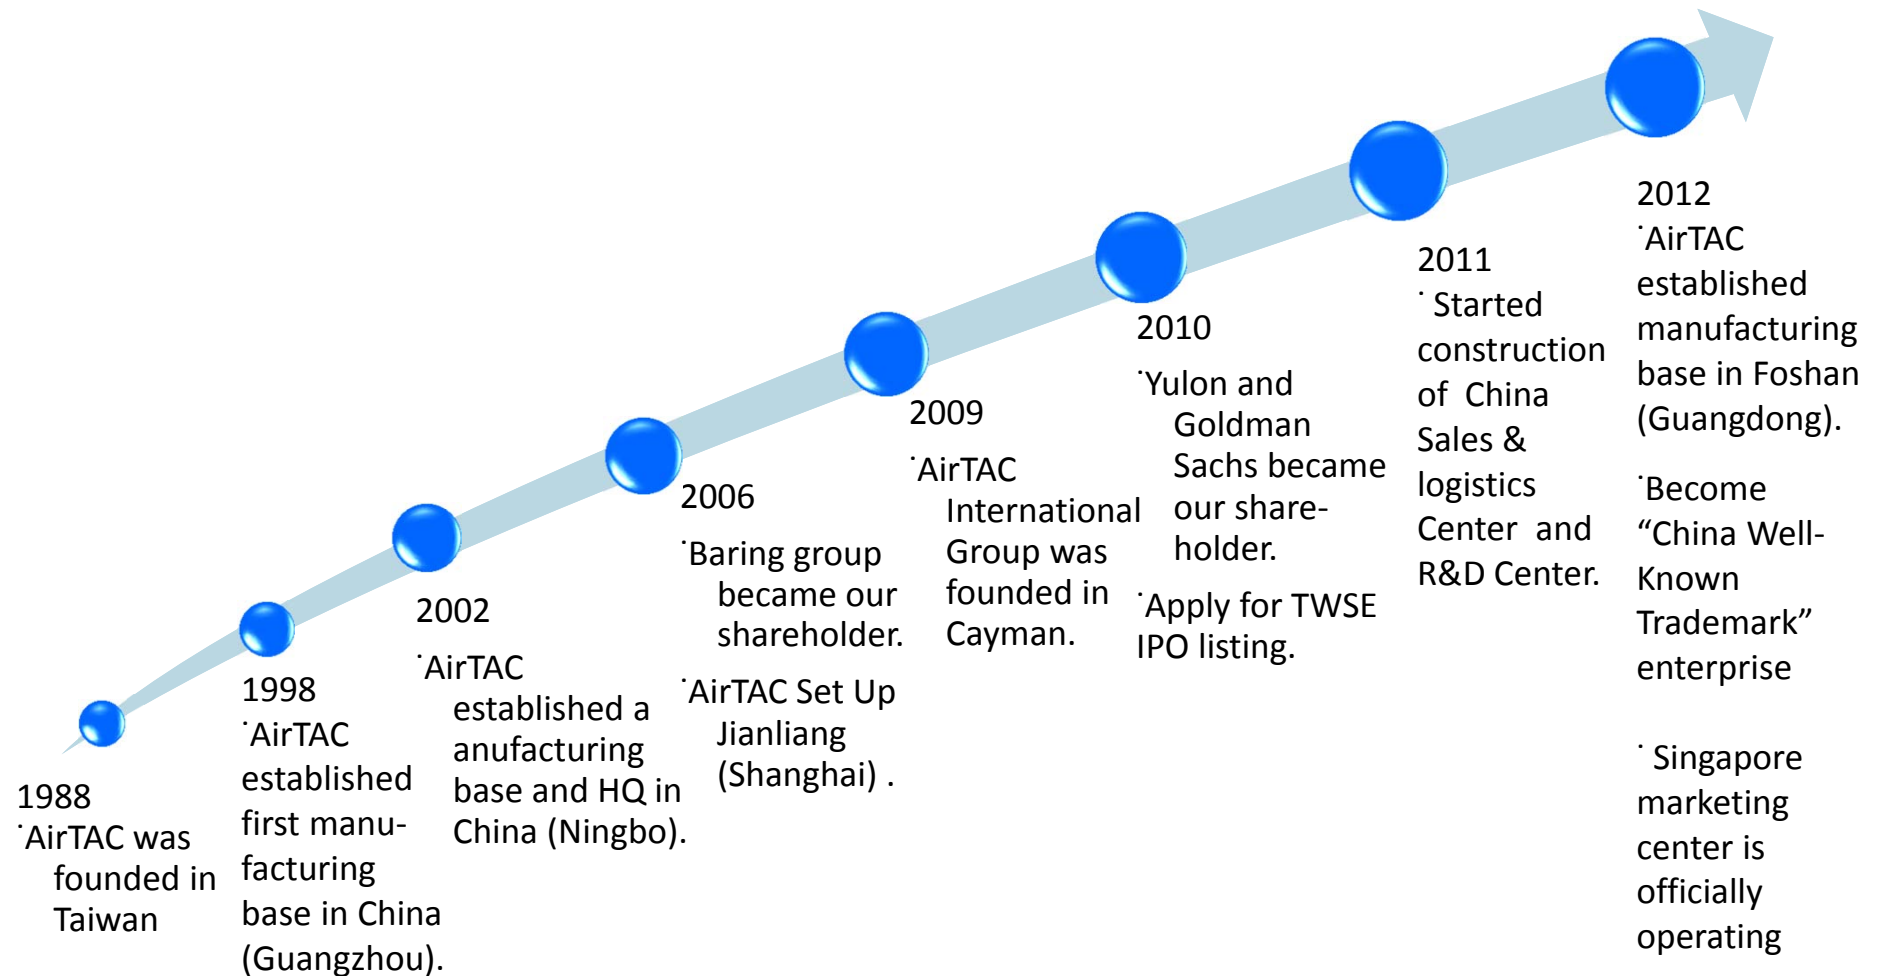 1988
˙AirTAC was
founded in
Taiwan
1998
˙AirTAC
established
first manu-
facturing
base in China
(Guangzhou).
2002
˙AirTAC
established a
anufacturing
base and HQ in
China (Ningbo).
2006
˙Baring group
became our
shareholder.
˙AirTAC Set Up
Jianliang
(Shanghai) .
2009
˙AirTAC
International
Group was
founded in
Cayman.
2010
˙Yulon and
Goldman
Sachs became
our share-
holder.
˙Apply for TWSE
IPO listing.
2011
˙ Started
construction
of  China
Sales &
logistics
Center  and
R&D Center.
2012
˙AirTAC
established
manufacturing
base in Foshan
(Guangdong).
˙Become
“China Well-
Known
Trademark”
enterprise
˙ Singapore
marketing
center is
officially
operating